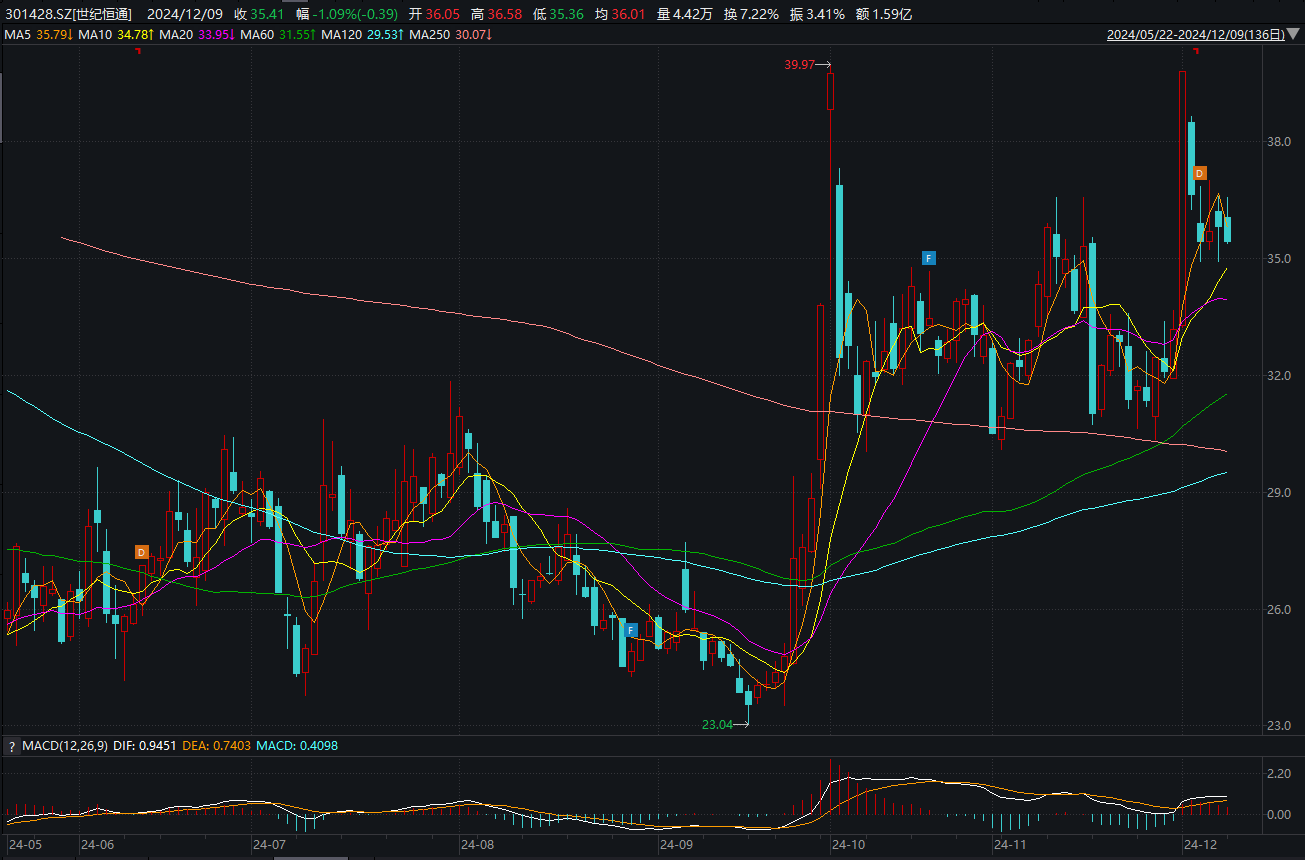 301428.SZ[世纪恒通] 2024/12/09 收 35.41 幅 -1.09%(-0.39) 开 36.05 高 36.58 低 35.36 均 36.01 量 4.42万 换 7.22% 振 3.41% 额 1.59亿
MA5 35.79↓ MA10 34.78↑ MA20 33.95↓ MA60 31.55↑ MA120 29.53↑ MA250 30.07↓ 2024/05/22-2024/12/09(136日)
39.97
38.0
D
35.0
F
32.0
29.0
D
26.0
F
23.04
23.0
? MACD(12,26,9) DIF: 0.9451 DEA: 0.7403 MACD: 0.4098
2.20
0.00
24-05 24-06 24-07 24-08 24-09 24-10 24-11 24-12